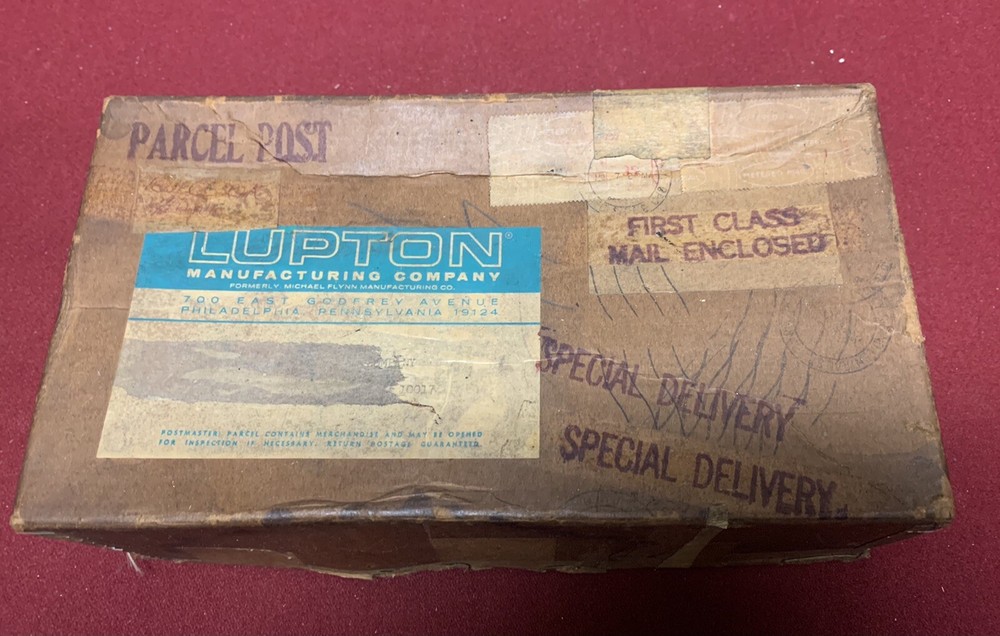 PARCEL POST
FIRST CLASS
MAIL ENCLOSED
LUPTON®
MANUFACTURING COMPANY
FORMERLY MICHAEL FLYNN MANUFACTURING CO.
700 EAST GODFREY AVENUE
PHILADELPHIA, PENNSYLVANIA 19124
10017
SPECIAL DELIVERY
SPECIAL DELIVERY
POSTMASTER: PARCEL CONTAINS MERCHANDISE AND MAY BE OPENED
FOR INSPECTION IF NECESSARY. RETURN POSTAGE GUARANTEED.